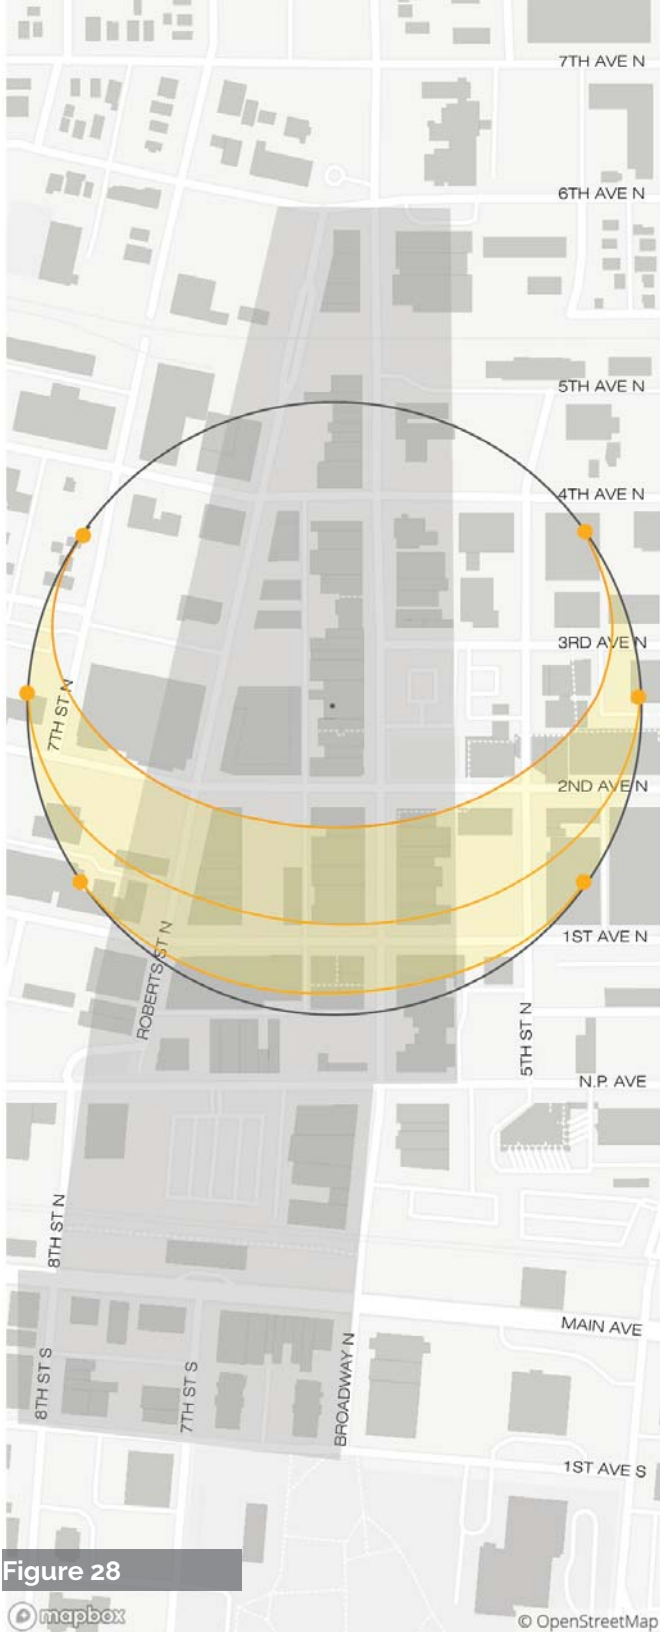 7TH AVE N
6TH AVE N
5TH AVE N
4TH AVE N
3RD AVE N
7TH ST N
2ND AVE N
1ST AVE N
ROBERTS ST N
5TH ST N
N.P. AVE
8TH ST N
MAIN AVE
8TH ST S
7TH ST S
BROADWAY N
1ST AVE S
Figure 28
mapbox
© OpenStreetMap